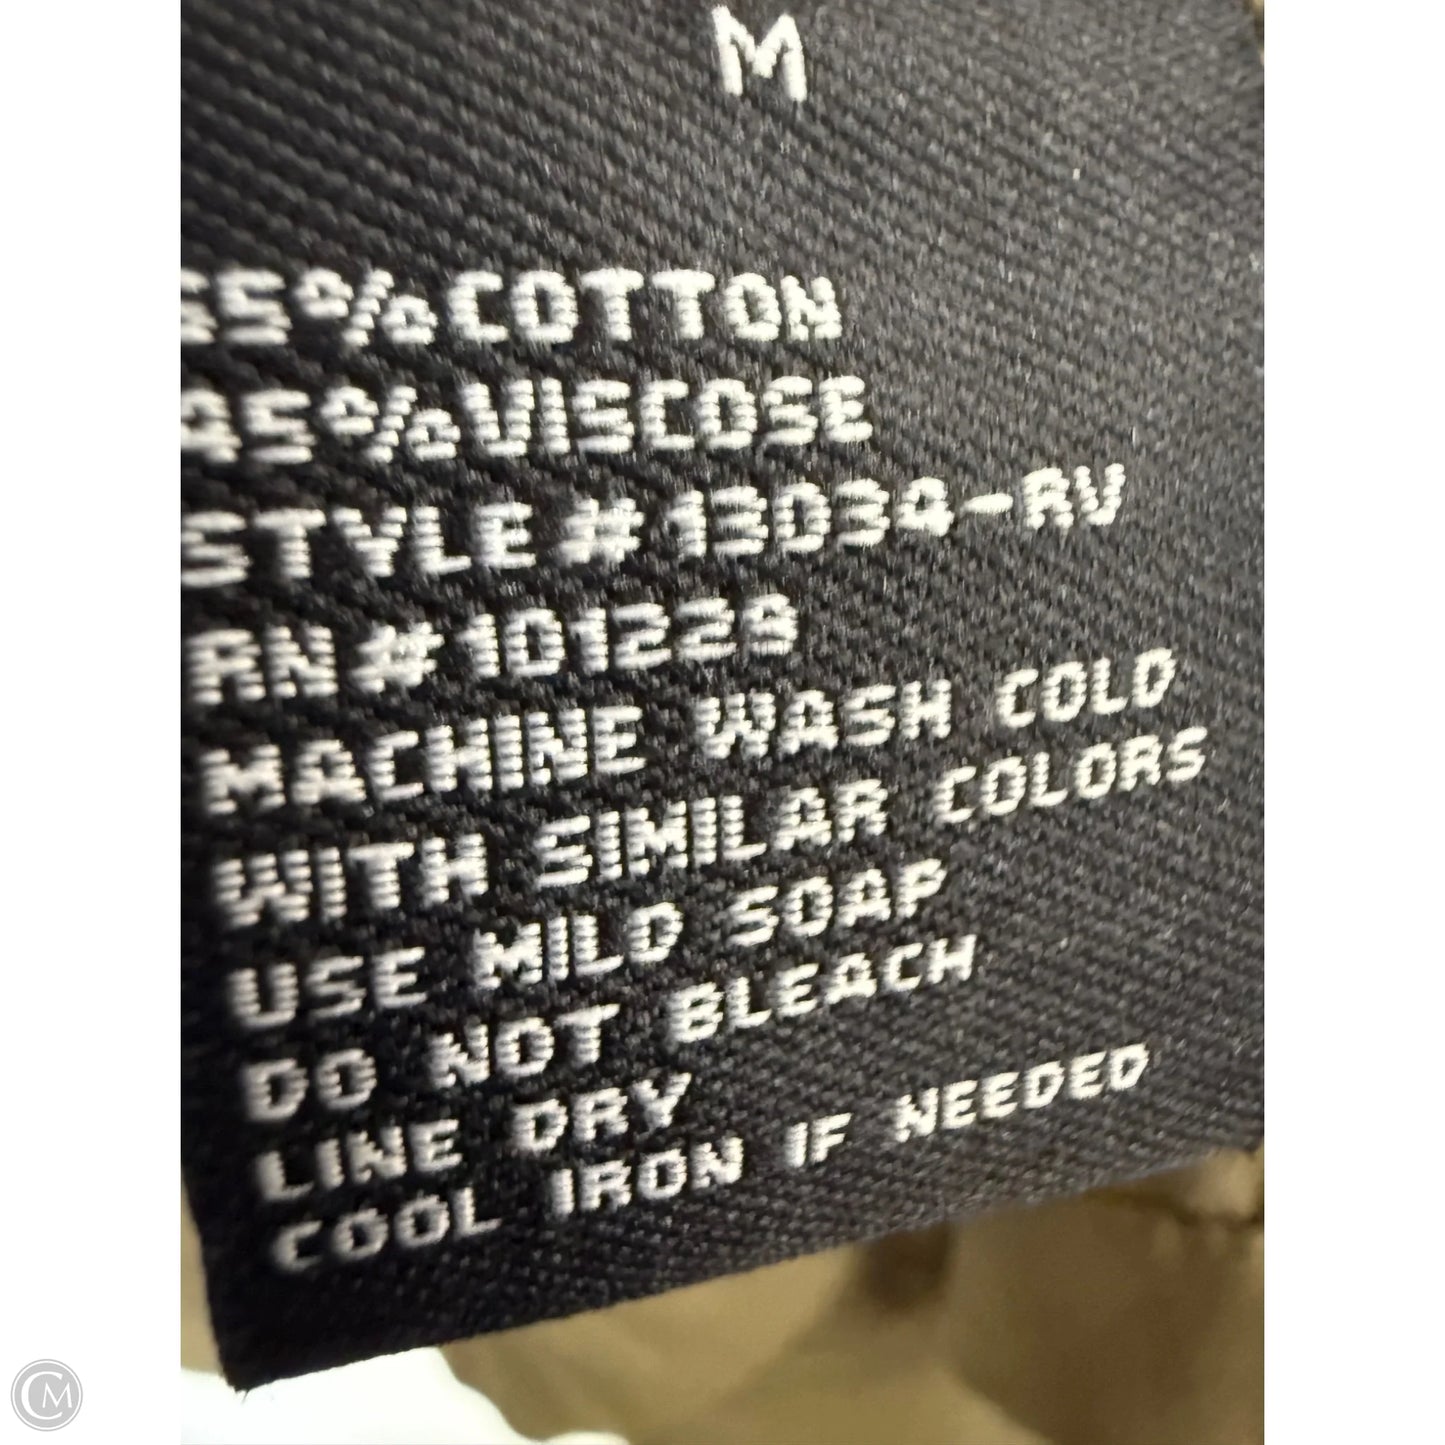 M
55% COTTON
45% VISCOSE
STYLE # 13034-RV
RN # 101228
MACHINE WASH COLD
WITH SIMILAR COLORS
USE MILD SOAP
DO NOT BLEACH
LINE DRY
COOL IRON IF NEEDED
CM